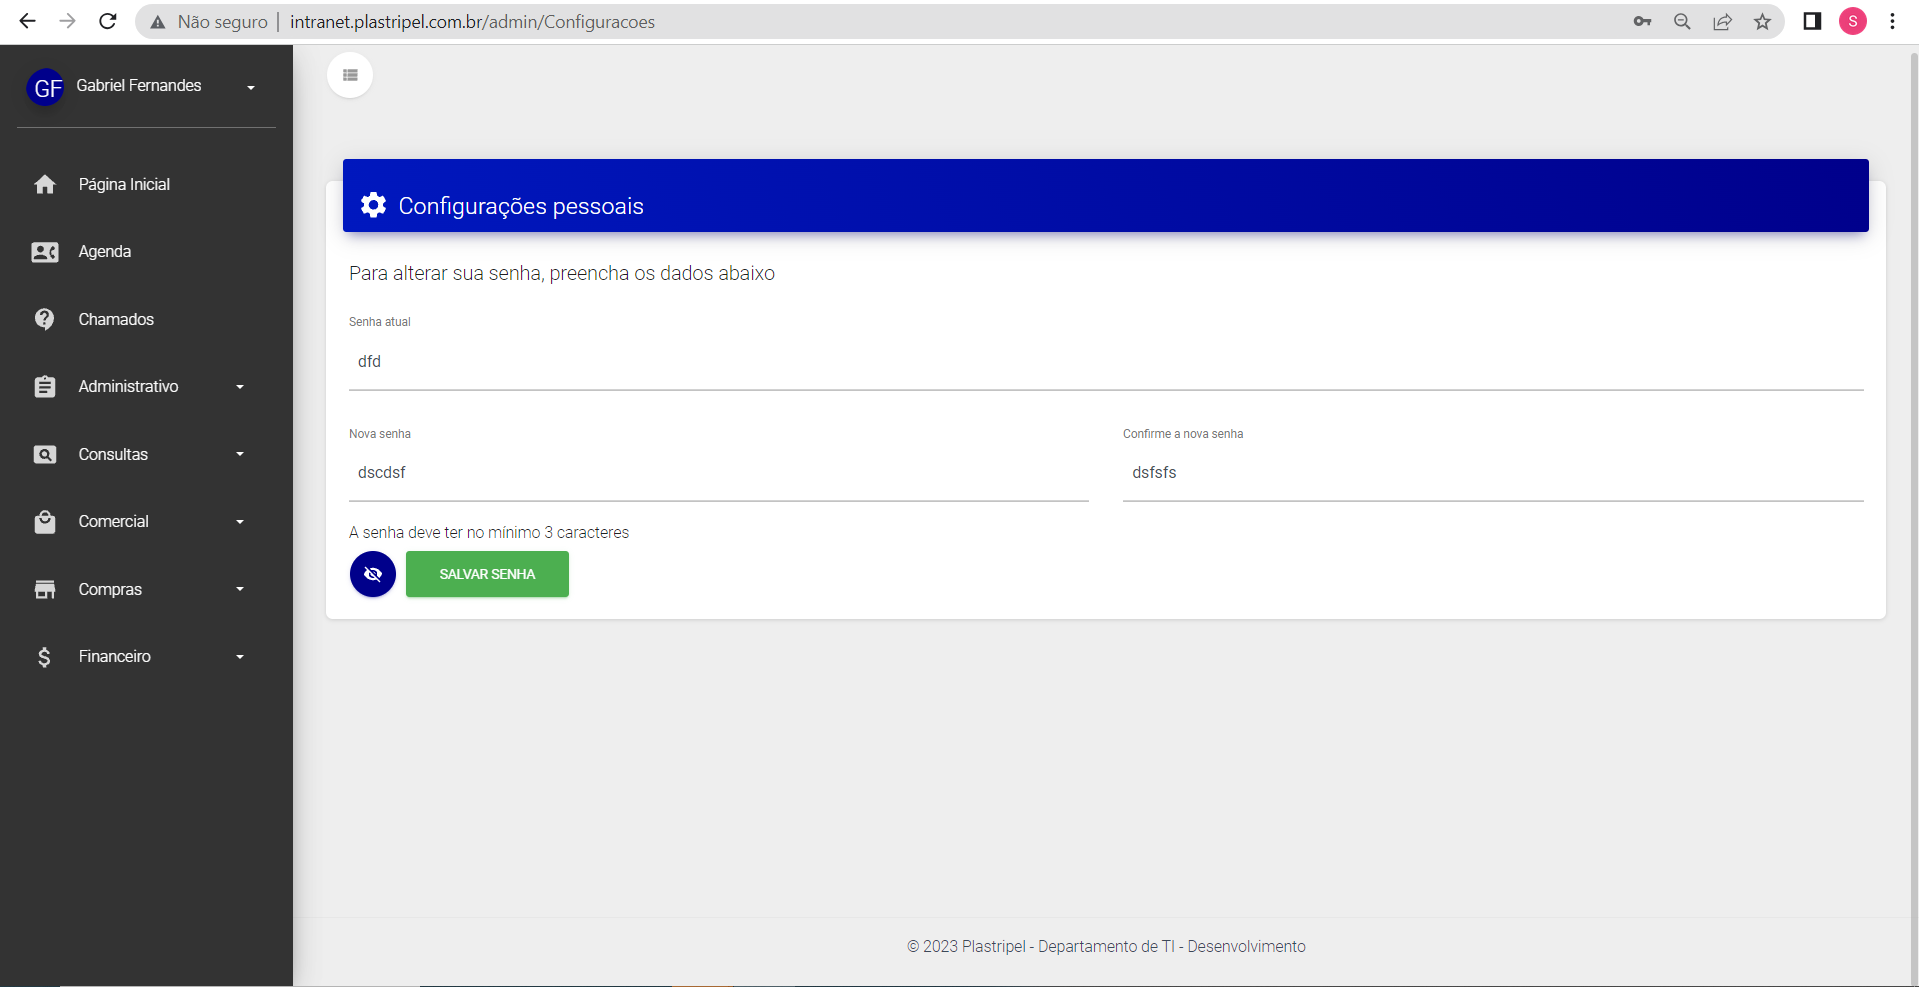 Não seguro | intranet.plastripel.com.br/admin/Configuracoes
S
GF Gabriel Fernandes
Página Inicial
Agenda
Chamados
Administrativo
Consultas
Comercial
Compras
Financeiro
Configurações pessoais
Para alterar sua senha, preencha os dados abaixo
Senha atual
dfd
Nova senha
dscdsf
Confirme a nova senha
dsfsfs
A senha deve ter no mínimo 3 caracteres
SALVAR SENHA
© 2023 Plastripel - Departamento de TI - Desenvolvimento